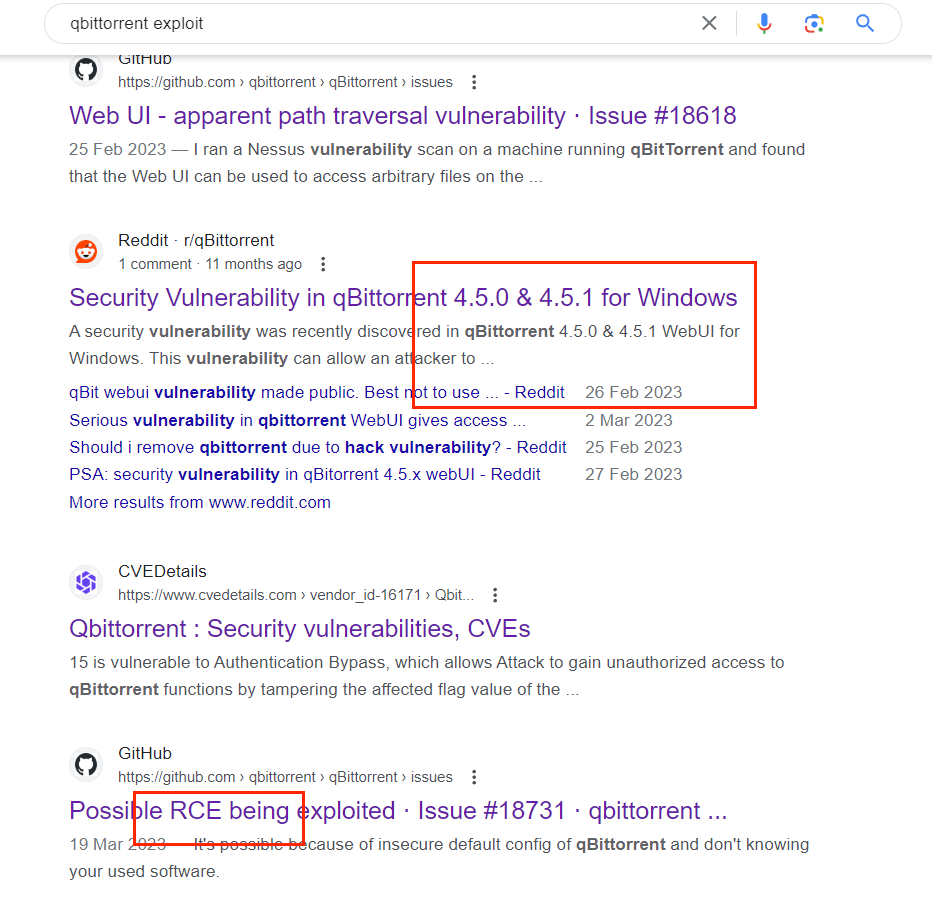 qbittorrent exploit
GitHub
https://github.com › qbittorrent › qBittorrent › issues
Web UI - apparent path traversal vulnerability · Issue #18618
25 Feb 2023 — I ran a Nessus vulnerability scan on a machine running qBitTorrent and found
that the Web UI can be used to access arbitrary files on the ...
Reddit · r/qBittorrent
1 comment · 11 months ago
Security Vulnerability in qBittorrent 4.5.0 & 4.5.1 for Windows
A security vulnerability was recently discovered in qBittorrent 4.5.0 & 4.5.1 WebUI for
Windows. This vulnerability can allow an attacker to ...
qBit webui vulnerability made public. Best not to use ... - Reddit 26 Feb 2023
Serious vulnerability in qbittorrent WebUI gives access ... 2 Mar 2023
Should i remove qbittorrent due to hack vulnerability? - Reddit 25 Feb 2023
PSA: security vulnerability in qBitorrent 4.5.x webUI - Reddit 27 Feb 2023
More results from www.reddit.com
CVEDetails
https://www.cvedetails.com › vendor_id-16171 › Qbit...
Qbittorrent : Security vulnerabilities, CVEs
15 is vulnerable to Authentication Bypass, which allows Attack to gain unauthorized access to
qBittorrent functions by tampering the affected flag value of the ...
GitHub
https://github.com › qbittorrent › qBittorrent › issues
Possible RCE being exploited · Issue #18731 · qbittorrent ...
19 Mar 2023 — It's possible because of insecure default config of qBittorrent and don't knowing
your used software.